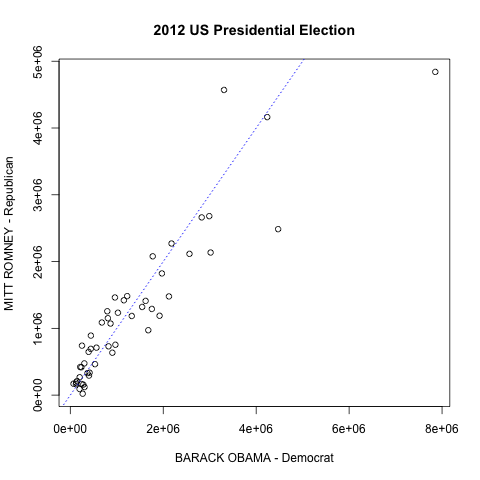 2012 US Presidential Election
MITT ROMNEY - Republican
5e+06
4e+06
3e+06
2e+06
1e+06
0e+00
0e+00 2e+06 4e+06 6e+06 8e+06
BARACK OBAMA - Democrat